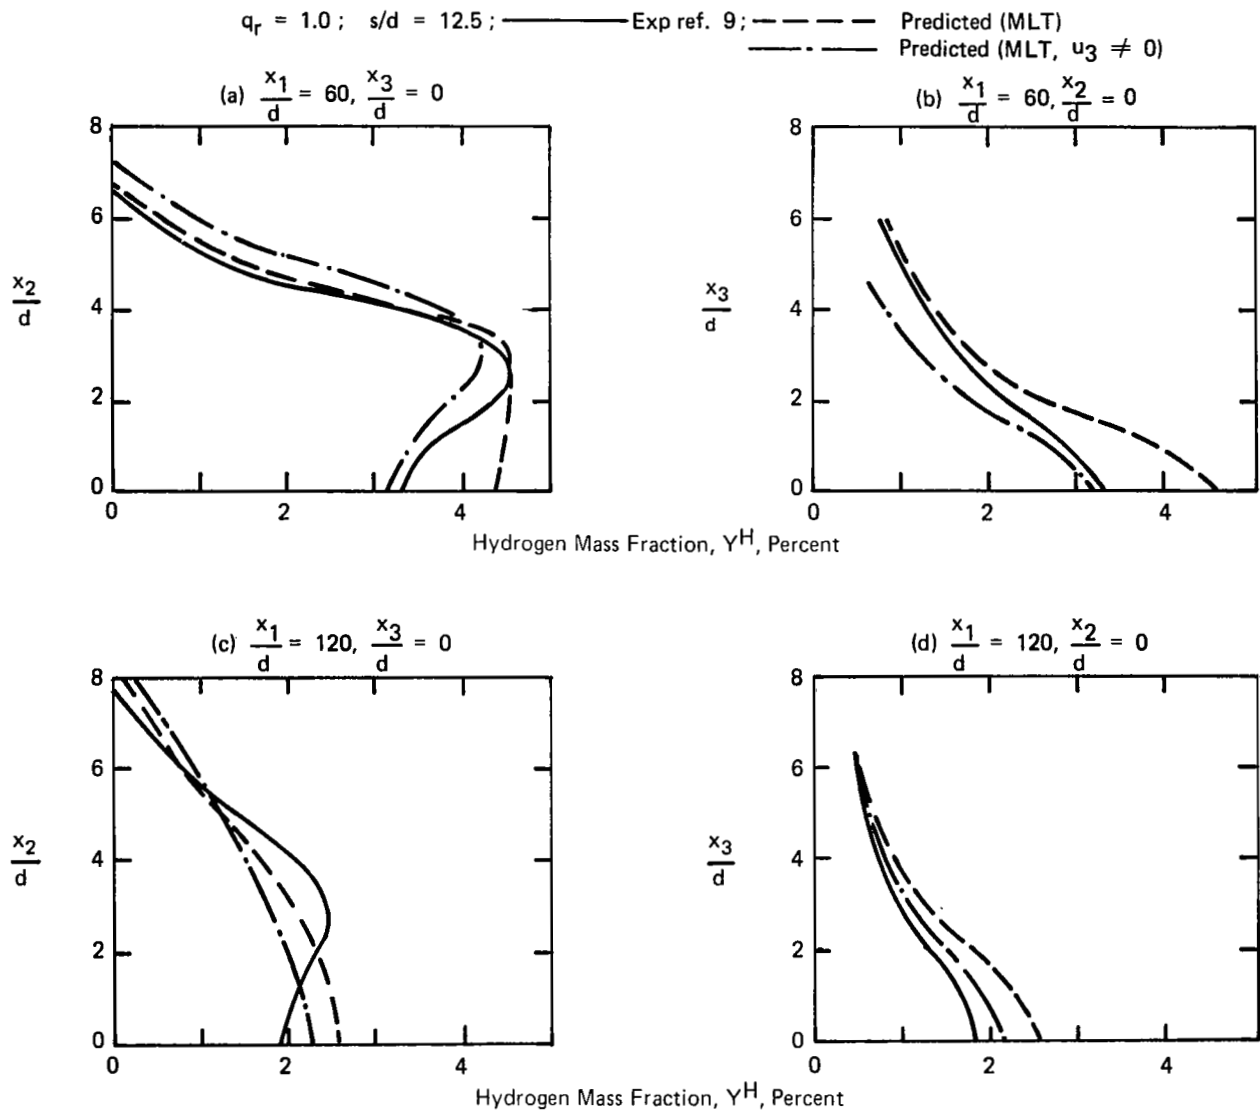 q_r = 1.0 ; s/d = 12.5 ; Exp ref. 9 ; Predicted (MLT)
Predicted (MLT, u_3 ≠ 0)
(a) x_1/d = 60, x_3/d = 0
(b) x_1/d = 60, x_2/d = 0
8
6
4
2
0
x_2/d
0 2 4
8
6
4
2
0
x_3/d
0 2 4
Hydrogen Mass Fraction, Y^H, Percent
(c) x_1/d = 120, x_3/d = 0
(d) x_1/d = 120, x_2/d = 0
8
6
4
2
0
x_2/d
0 2 4
8
6
4
2
0
x_3/d
0 2 4
Hydrogen Mass Fraction, Y^H, Percent